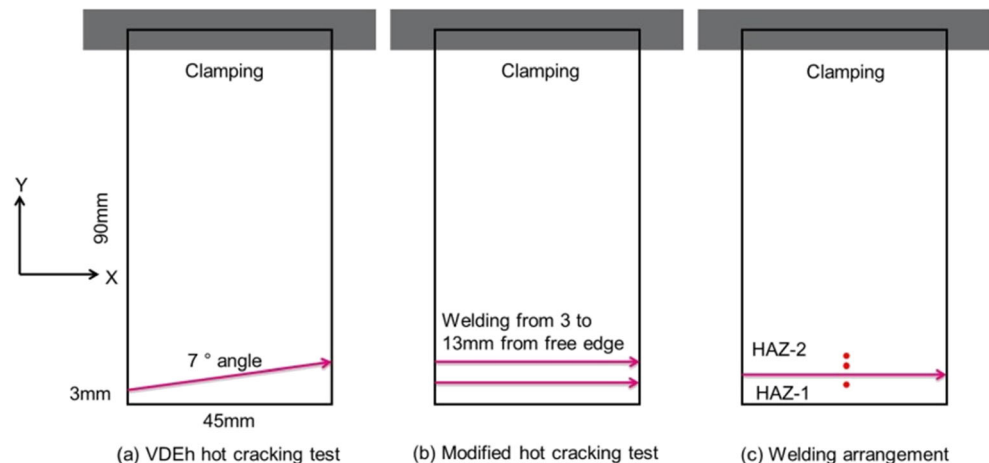 Clamping
Clamping
Clamping
Y
X
90mm
Welding from 3 to
13mm from free edge
7 ° angle
3mm
45mm
HAZ-2
HAZ-1
(a) VDEh hot cracking test
(b) Modified hot cracking test
(c) Welding arrangement